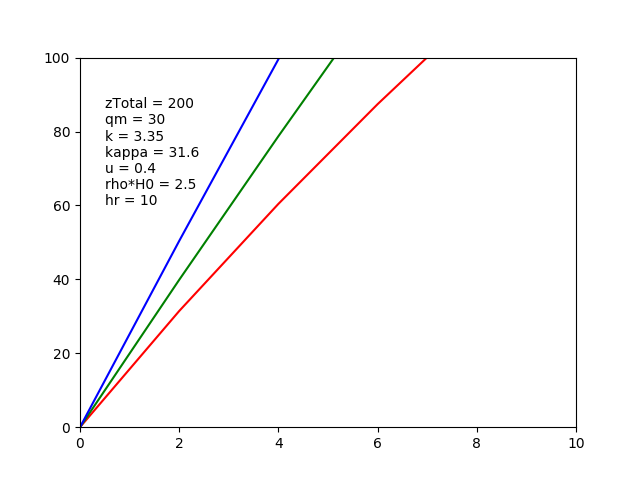 100
80
60
40
20
0
zTotal = 200
qm = 30
k = 3.35
kappa = 31.6
u = 0.4
rho*H0 = 2.5
hr = 10
0 2 4 6 8 10